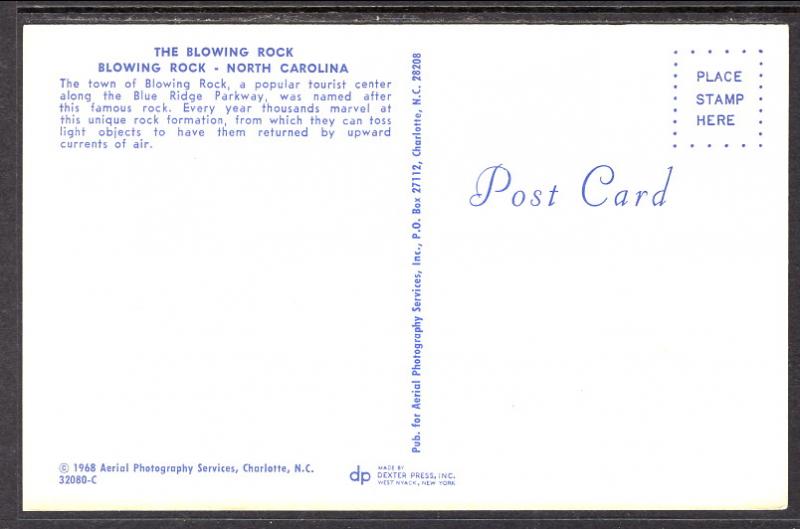 THE BLOWING ROCK
BLOWING ROCK - NORTH CAROLINA
The town of Blowing Rock, a popular tourist center
along the Blue Ridge Parkway, was named after
this famous rock. Every year thousands marvel at
this unique rock formation, from which they can toss
light objects to have them returned by upward
currents of air.
© 1968 Aerial Photography Services, Charlotte, N.C.
32080-C
dp
MADE BY
DEXTER PRESS, INC.
WEST NYACK, NEW YORK
Pub. for Aerial Photography Services, Inc., P.O. Box 27112, Charlotte, N.C. 28208
PLACE
STAMP
HERE
Post Card